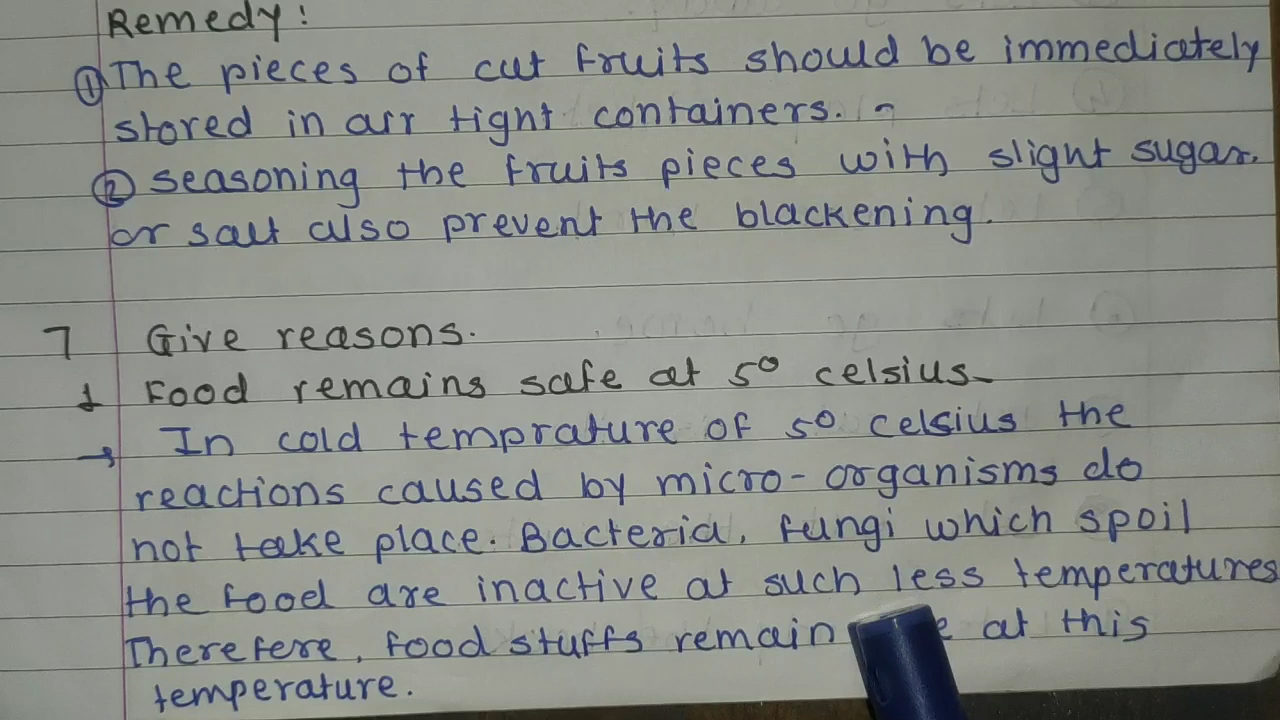 Remedy:
① The pieces of cut fruits should be immediately
stored in air tight containers.
② seasoning the fruits pieces with slight sugar.
or salt also prevent the blackening.
7 Give reasons.
1 Food remains safe at 5° celsius
→ In cold temprature of 5° celsius the
reactions caused by micro-organisms do
not take place. Bacteria, fungi which spoil
the food are inactive at such less temperatures
Therefere, food stuffs remain at this
temperature.